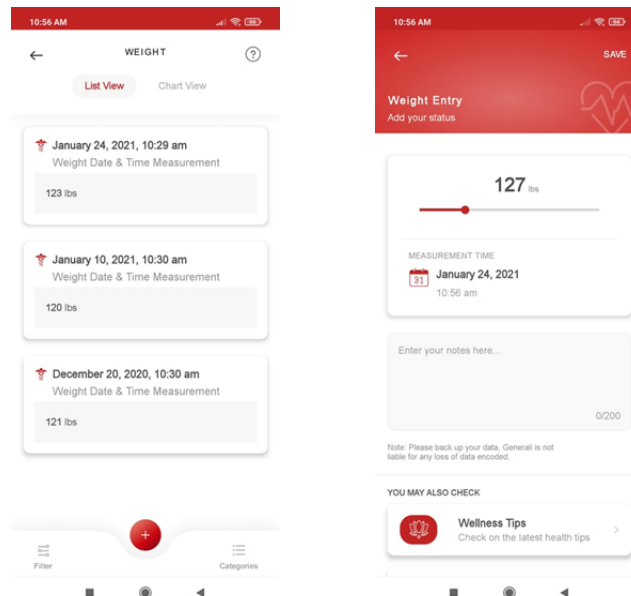 10:56 AM
94
WEIGHT
?
List View
Chart View
January 24, 2021, 10:29 am
Weight Date & Time Measurement
123 lbs
January 10, 2021, 10:30 am
Weight Date & Time Measurement
120 lbs
December 20, 2020, 10:30 am
Weight Date & Time Measurement
121 lbs
+
Filter
Categories
10:56 AM
94
SAVE
Weight Entry
Add your status
127 lbs
MEASUREMENT TIME
31
January 24, 2021
10:56 am
Enter your notes here...
0/200
Note: Please back up your data, Generali is not
liable for any loss of data encoded.
YOU MAY ALSO CHECK
Wellness Tips
Check on the latest health tips